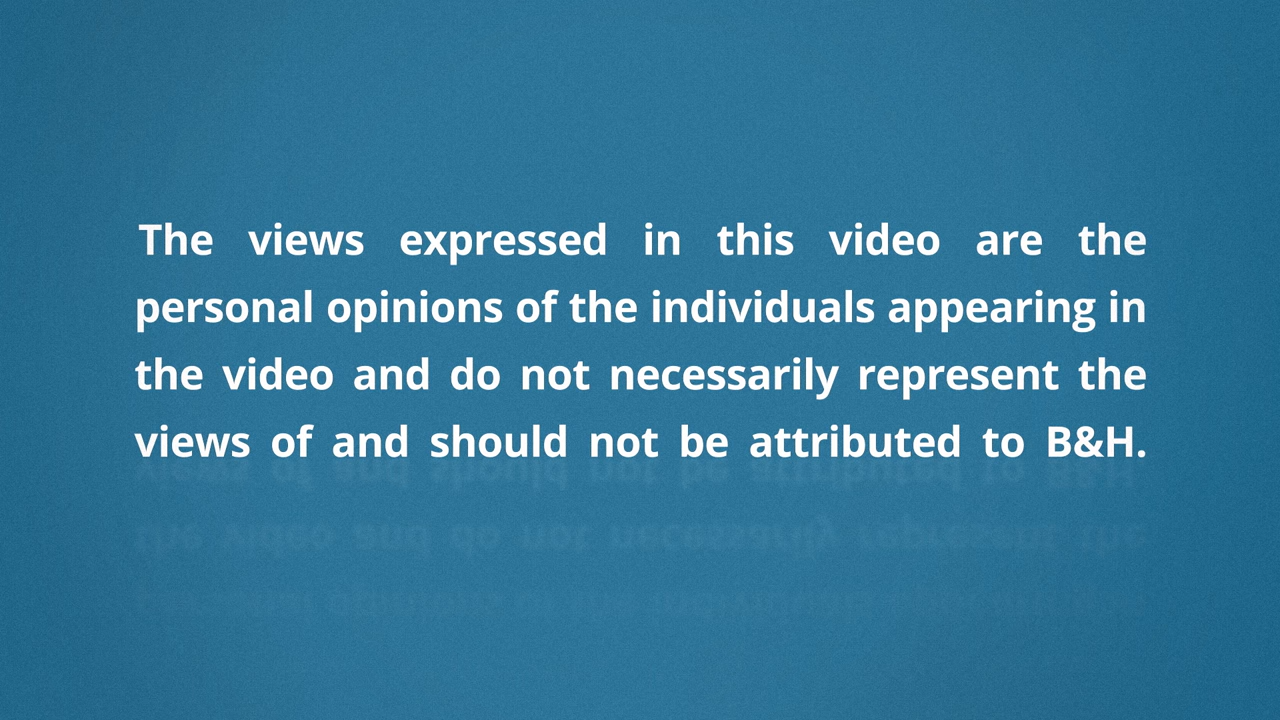 The views expressed in this video are the
personal opinions of the individuals appearing in
the video and do not necessarily represent the
views of and should not be attributed to B&H.